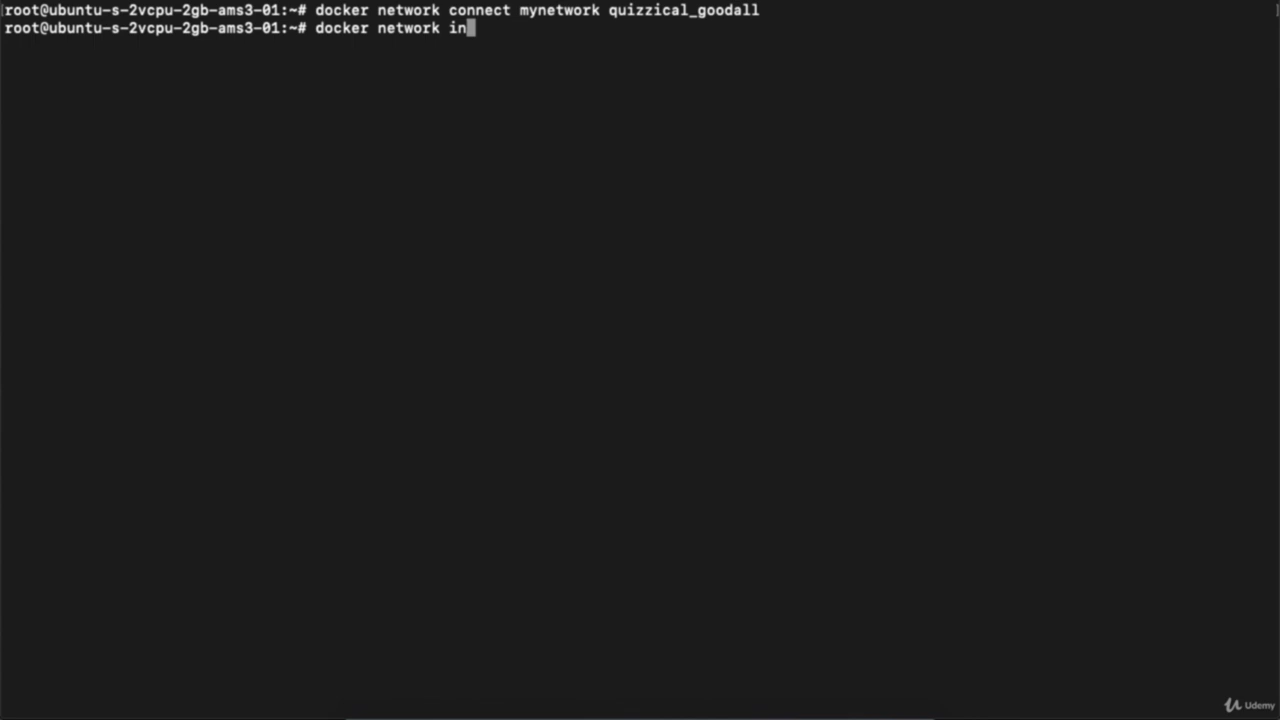 root@ubuntu-s-2vcpu-2gb-ams3-01:~# docker network connect mynetwork quizzical_goodall
root@ubuntu-s-2vcpu-2gb-ams3-01:~# docker network in
Udemy